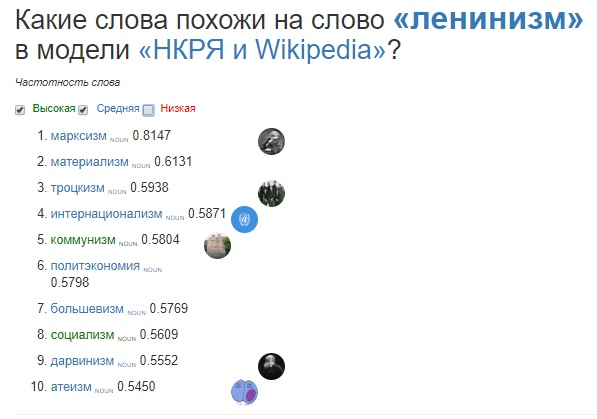 Какие слова похожи на слово «ленинизм»
в модели «НКРЯ и Wikipedia»?
Частотность слова
Высокая Средняя Низкая
1. марксизм NOUN 0.8147
2. материализм NOUN 0.6131
3. троцкизм NOUN 0.5938
4. интернационализм NOUN 0.5871
5. коммунизм NOUN 0.5804
6. политэкономия NOUN
0.5798
7. большевизм NOUN 0.5769
8. социализм NOUN 0.5609
9. дарвинизм NOUN 0.5552
10. атеизм NOUN 0.5450